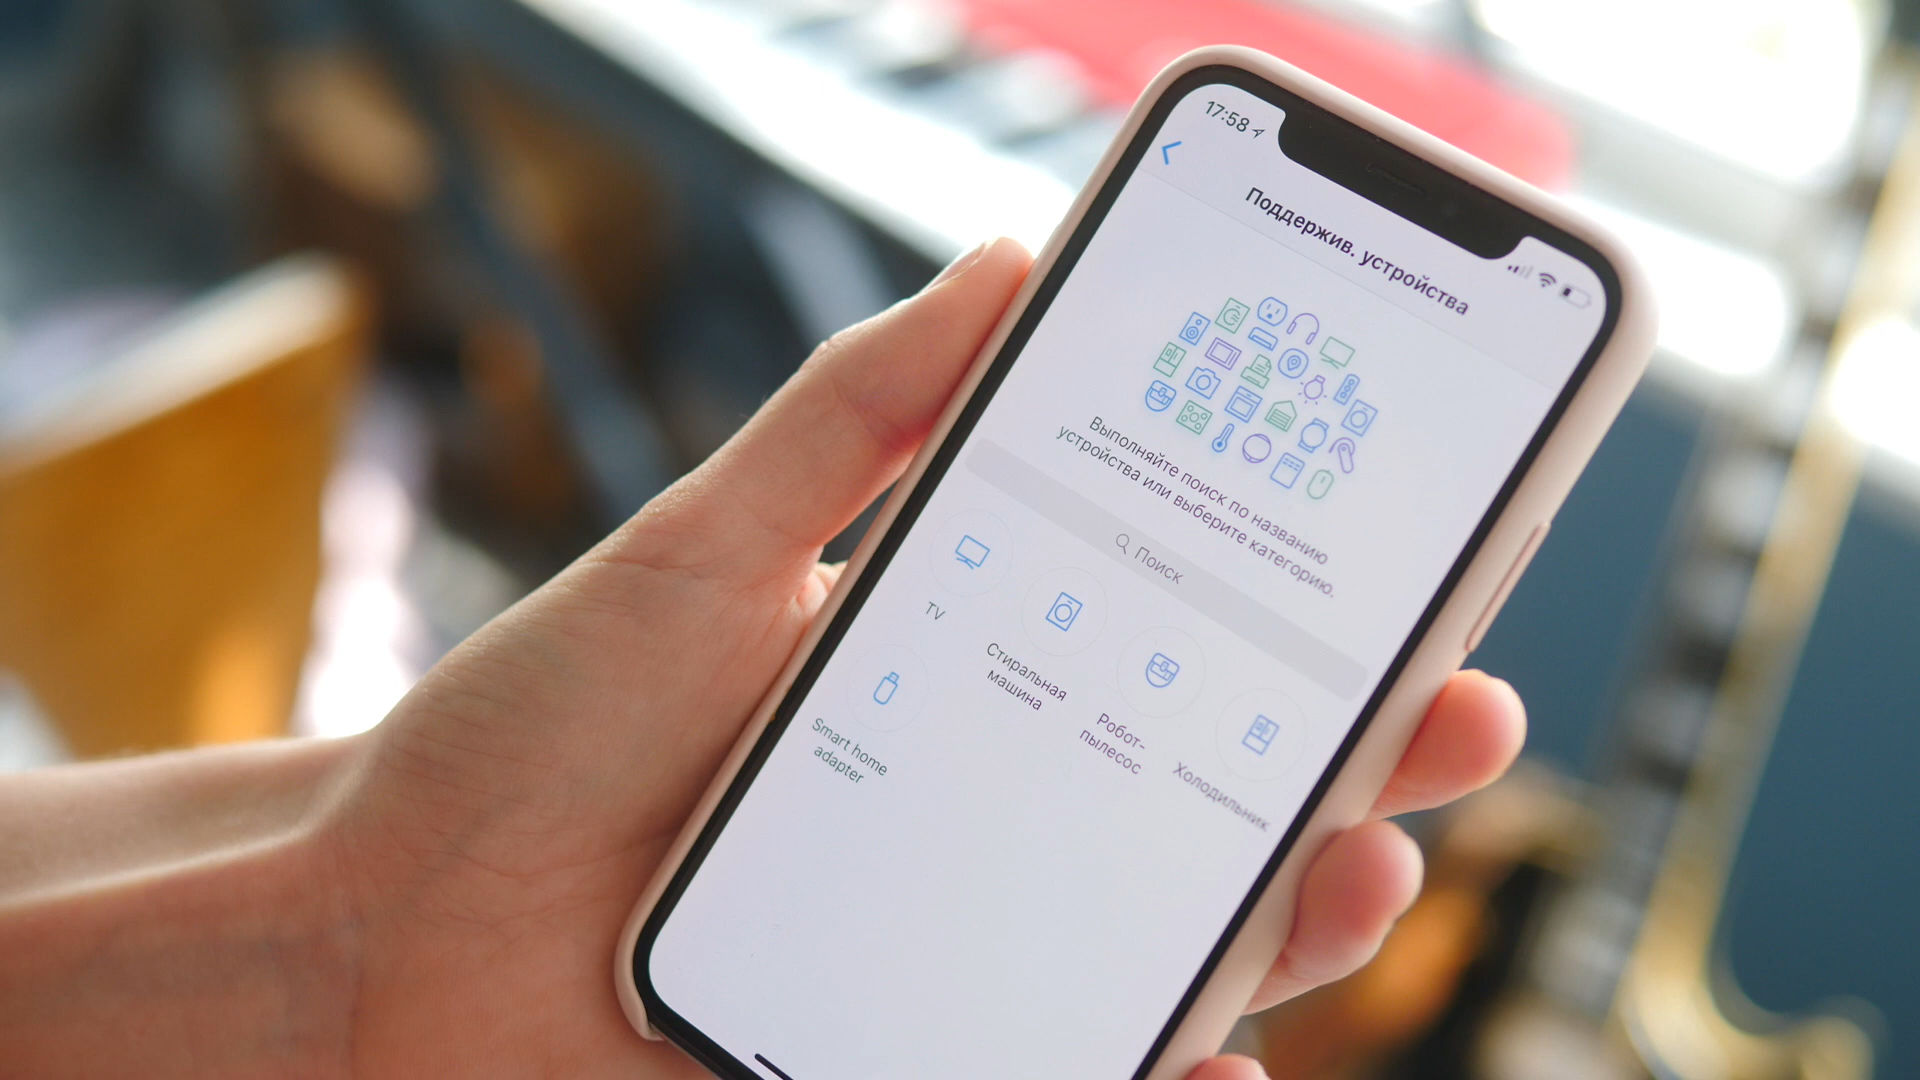 17:58
Поддержив. устройства
Выполняйте поиск по названию
устройства или выберите категорию.
Поиск
TV
Стиральная
машина
Робот-
пылесос
Холодильник
Smart home
adapter